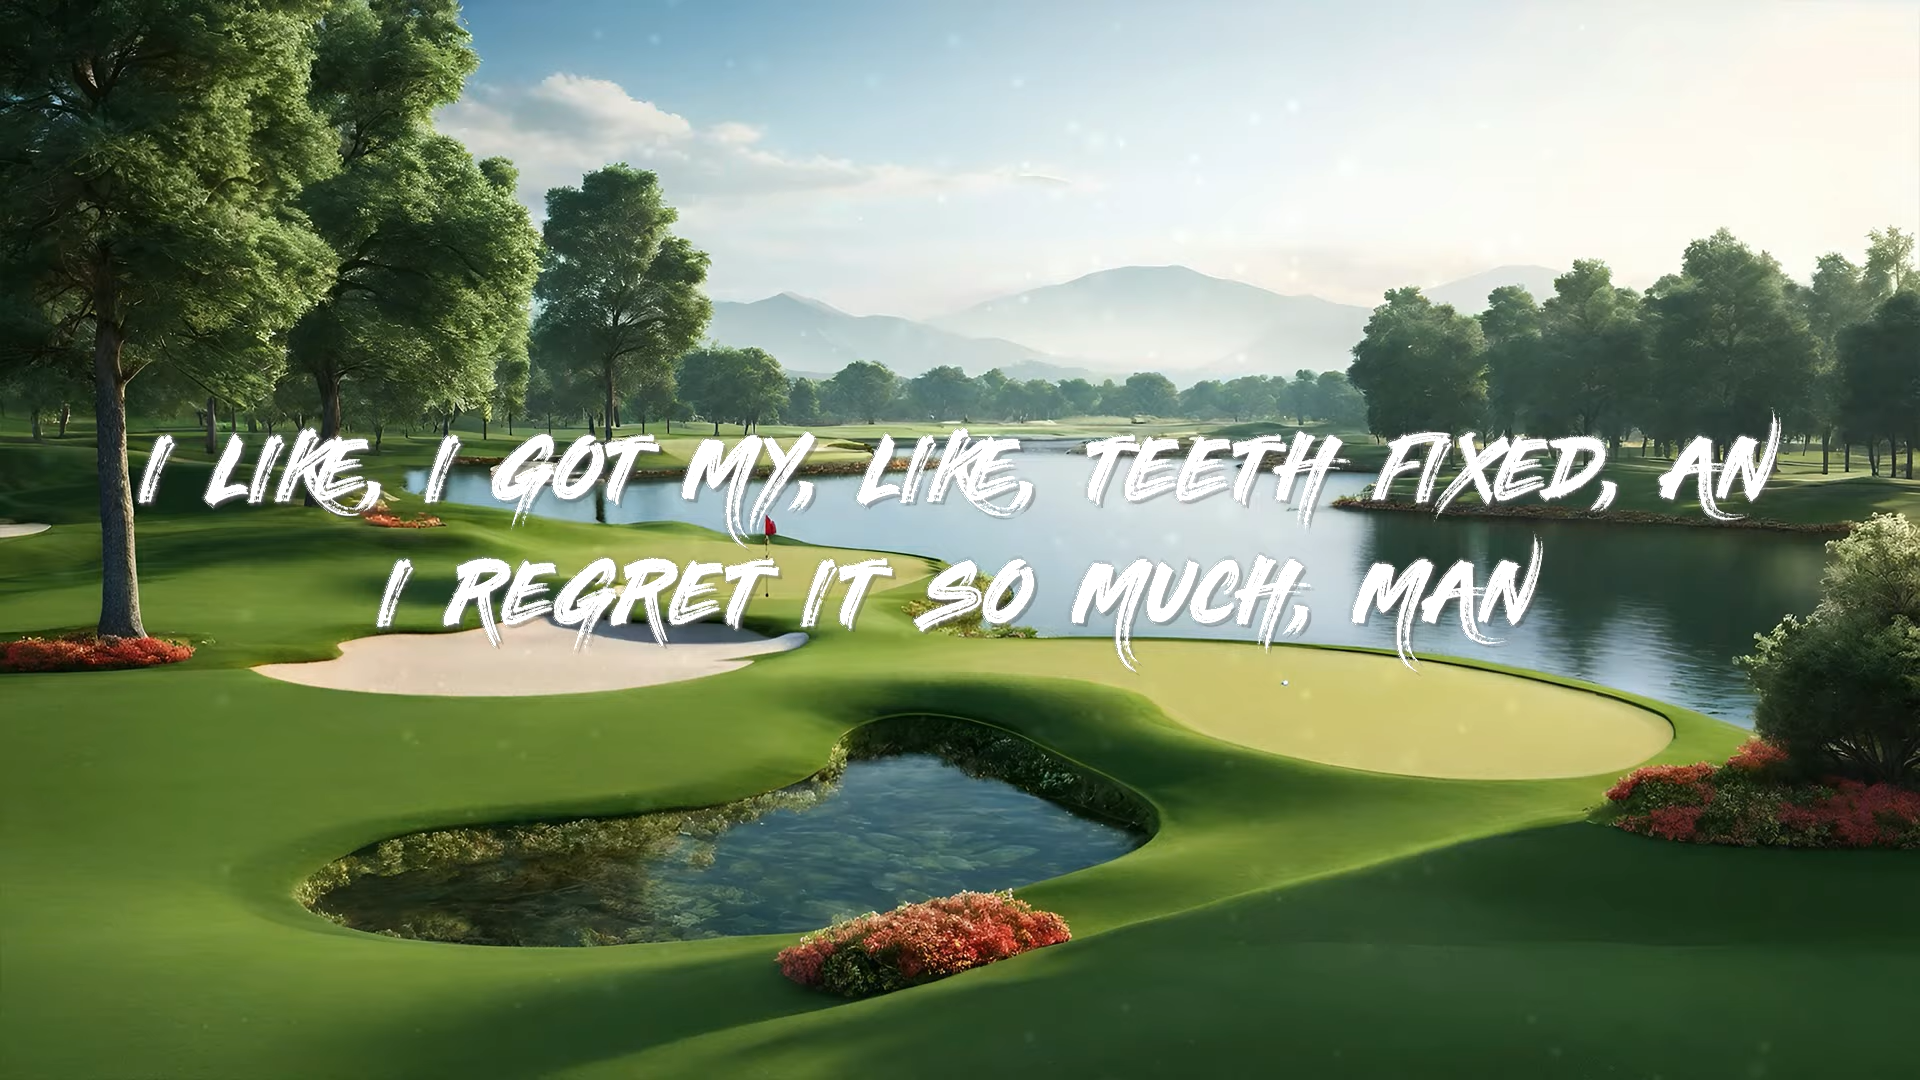 I LIKE, I GOT MY, LIKE, TEETH FIXED, AN
I REGRET IT SO MUCH, MAN